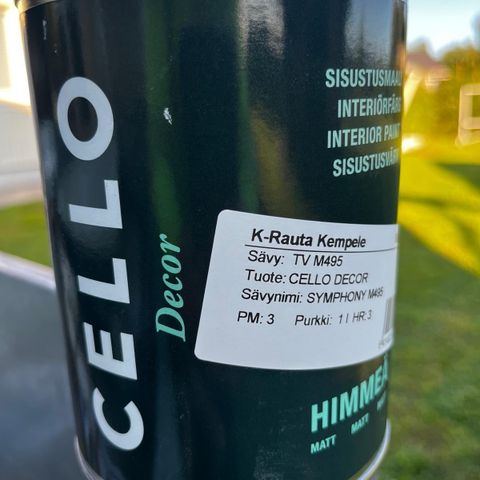 CELLO
Decor
SISUSTUSMAALI
INTERIÖRFÄRG
INTERIOR PAINT
SISUSTUSVÄRV
K-Rauta Kempele
Sävy: TV M495
Tuote: CELLO DECOR
Sävynimi: SYMPHONY M495
PM: 3 Purkki: 1 l HR: 3
HIMMEÄ
MATT MATT